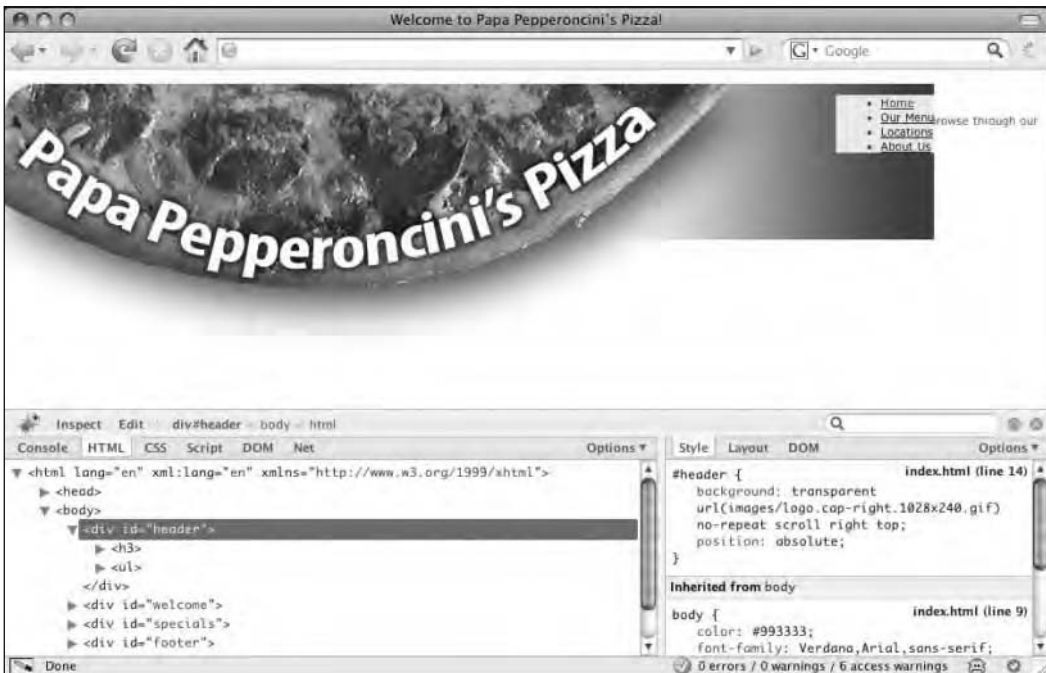 Welcome to Papa Pepperoncini's Pizza!
G Google
Papa Pepperoncini's Pizza
Home
Our Menu
rowse through our
Locations
About Us
Inspect Edit div#header body html
Console HTML CSS Script DOM Net Options
Style Layout DOM Options
<html lang="en" xml:lang="en" xmlns="http://www.w3.org/1999/xhtml">
<head>
<body>
<div id="header">
<h3>
<ul>
</div>
<div id="welcome">
<div id="specials">
<div id="footer">
#header { index.html (line 14)
background: transparent
url(images/logo.cap-right.1028x240.gif)
no-repeat scroll right top;
position: absolute;
}
Inherited from body
body { index.html (line 9)
color: #993333;
font-family: Verdana,Arial,sans-serif;
Done
0 errors / 0 warnings / 6 access warnings